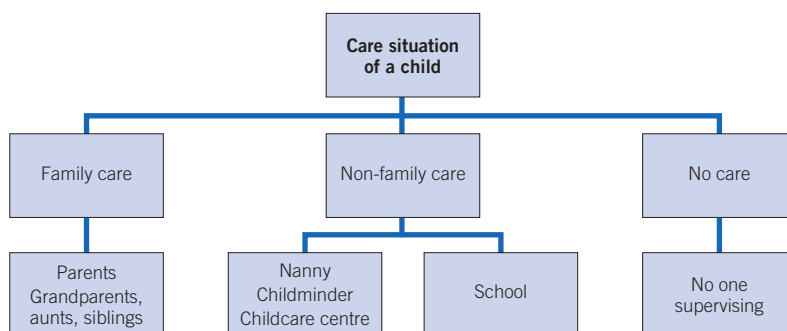 Care situation
of a child
Family care
Non-family care
No care
Parents
Grandparents,
aunts, siblings
Nanny
Childminder
Childcare centre
School
No one
supervising